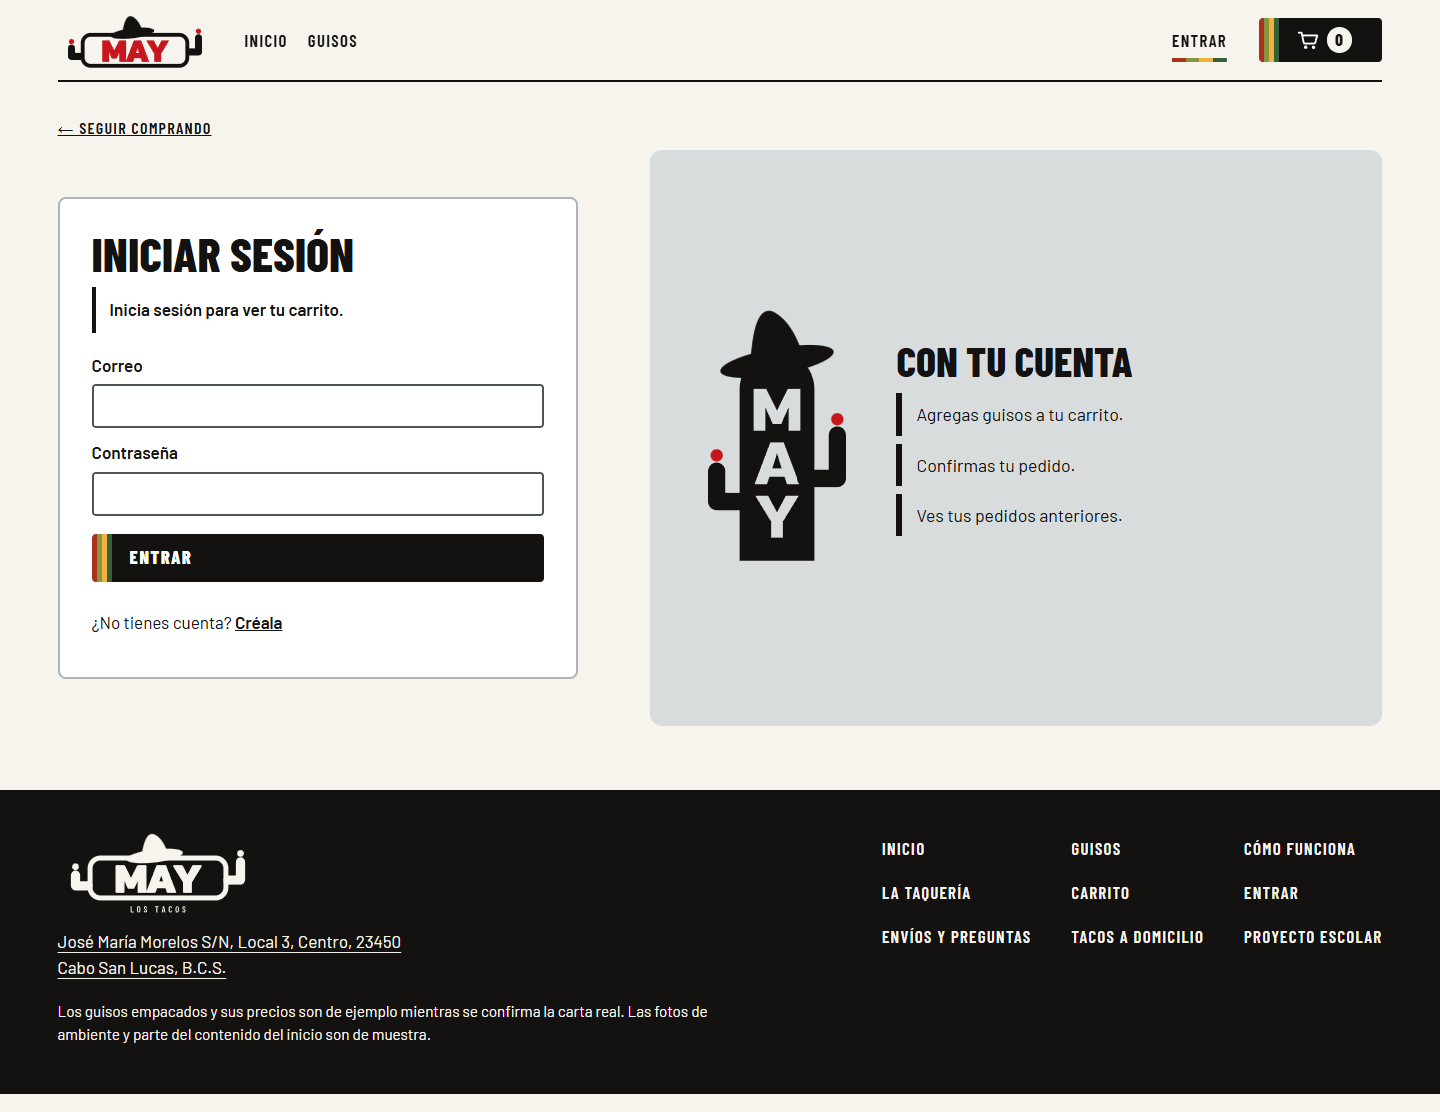 MAY
INICIO
GUISOS
ENTRAR
0
← SEGUIR COMPRANDO
INICIAR SESIÓN
Inicia sesión para ver tu carrito.
Correo
Contraseña
ENTRAR
¿No tienes cuenta? Créala
MAY
CON TU CUENTA
Agregas guisos a tu carrito.
Confirmas tu pedido.
Ves tus pedidos anteriores.
MAY
LOS TACOS
José María Morelos S/N, Local 3, Centro, 23450
Cabo San Lucas, B.C.S.
Los guisos empacados y sus precios son de ejemplo mientras se confirma la carta real. Las fotos de
ambiente y parte del contenido del inicio son de muestra.
INICIO
GUISOS
CÓMO FUNCIONA
LA TAQUERÍA
CARRITO
ENTRAR
ENVÍOS Y PREGUNTAS
TACOS A DOMICILIO
PROYECTO ESCOLAR